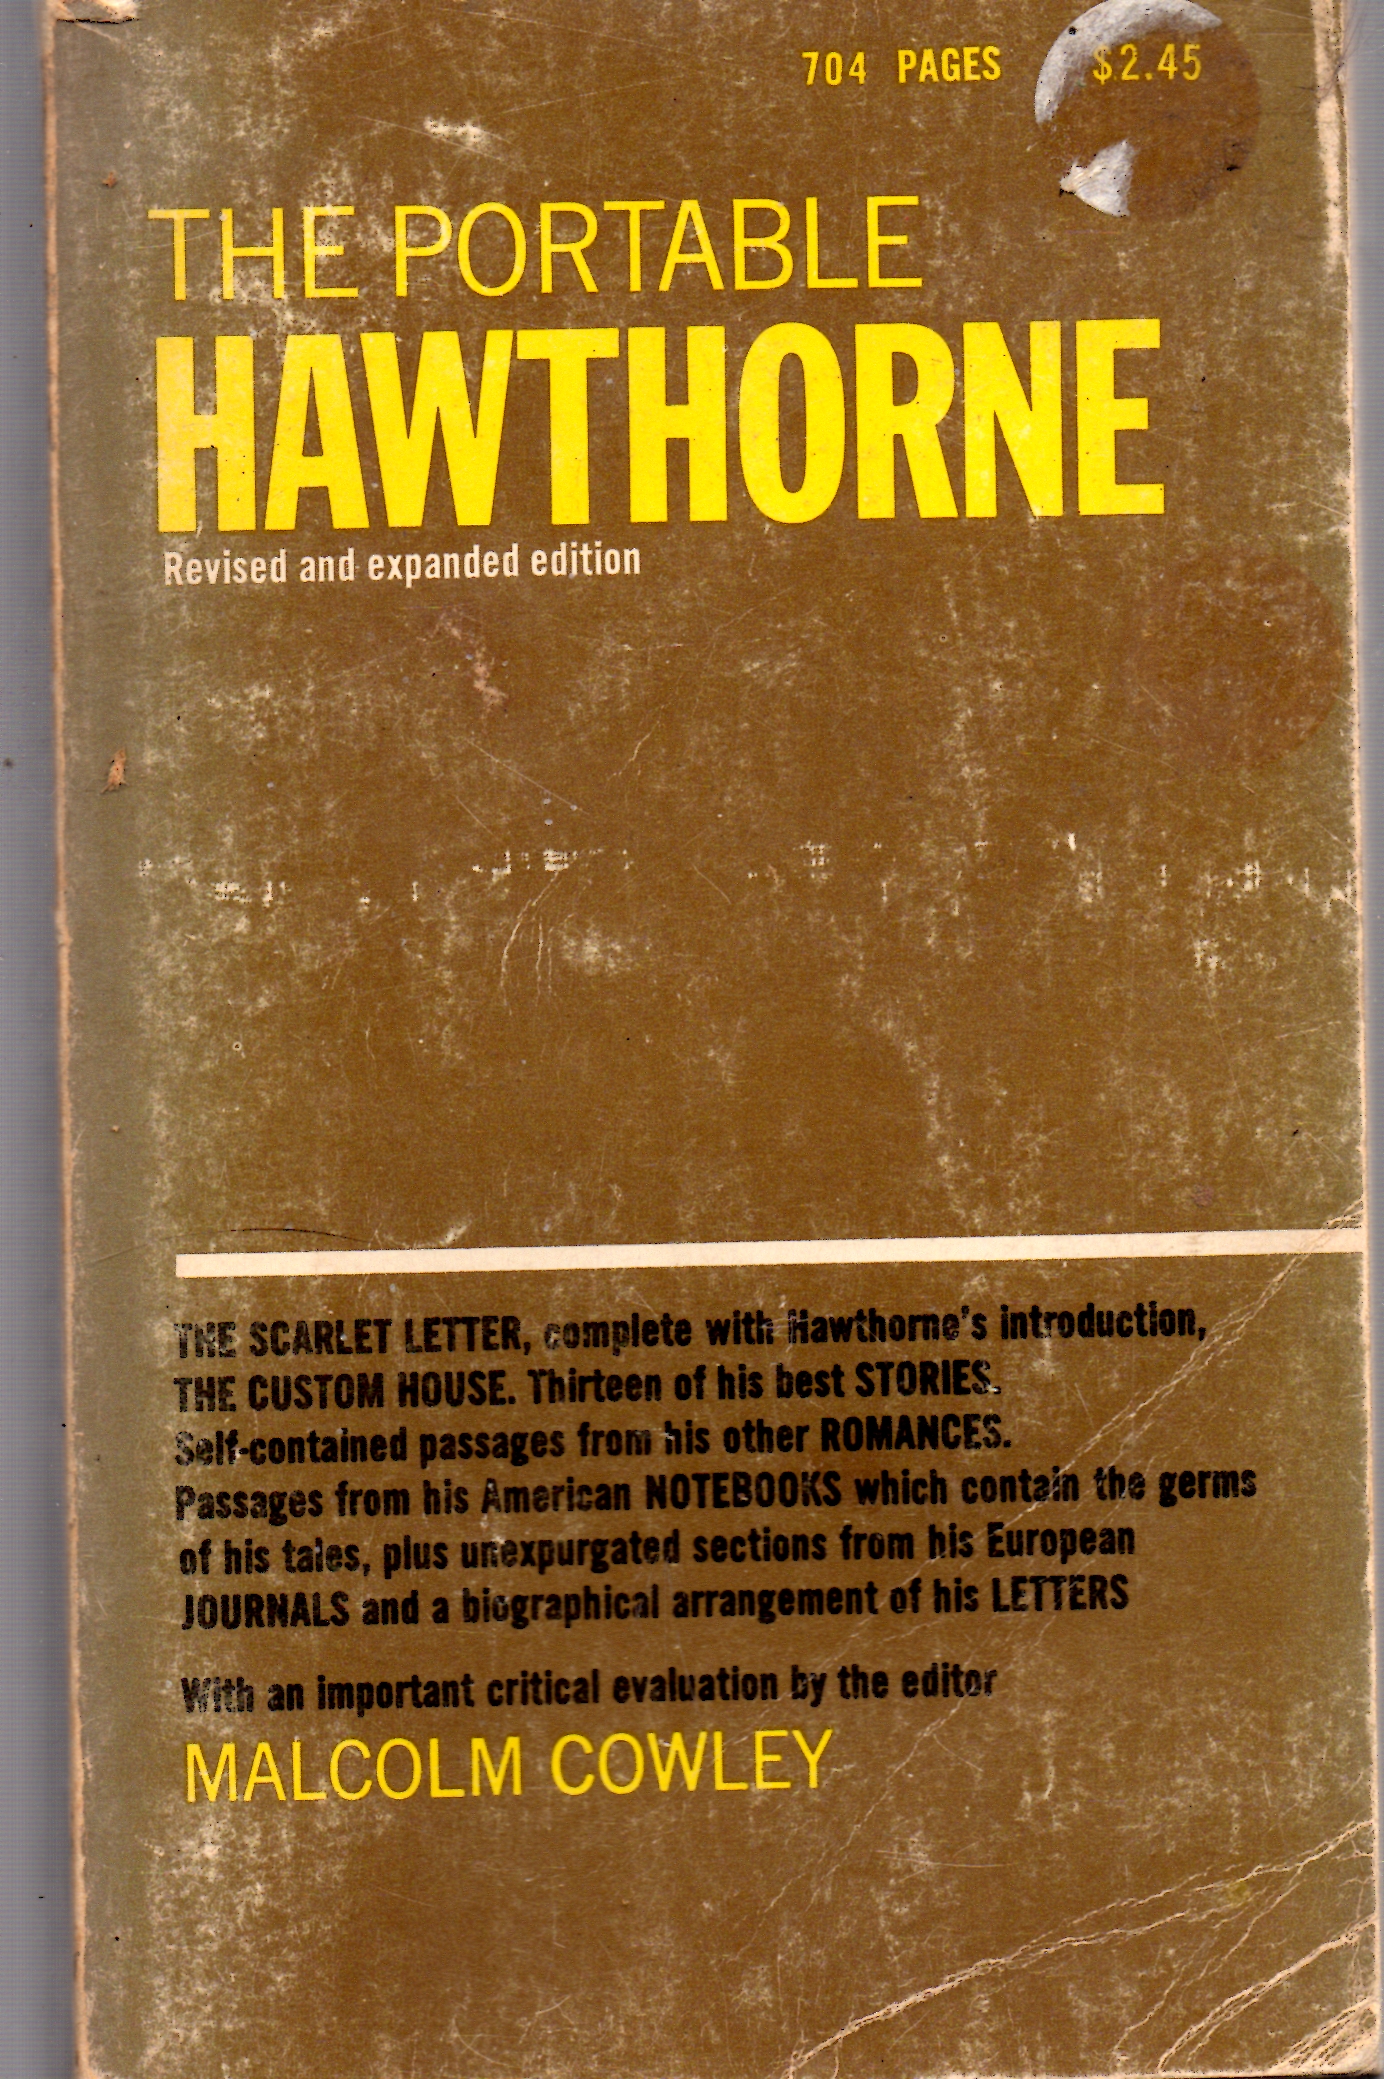 704 PAGES $2.45
THE PORTABLE
HAWTHORNE
Revised and expanded edition
THE SCARLET LETTER, complete with Hawthorne's introduction,
THE CUSTOM HOUSE. Thirteen of his best STORIES.
Self-contained passages from his other ROMANCES.
Passages from his American NOTEBOOKS which contain the germs
of his tales, plus unexpurgated sections from his European
JOURNALS and a biographical arrangement of his LETTERS
With an important critical evaluation by the editor
MALCOLM COWLEY